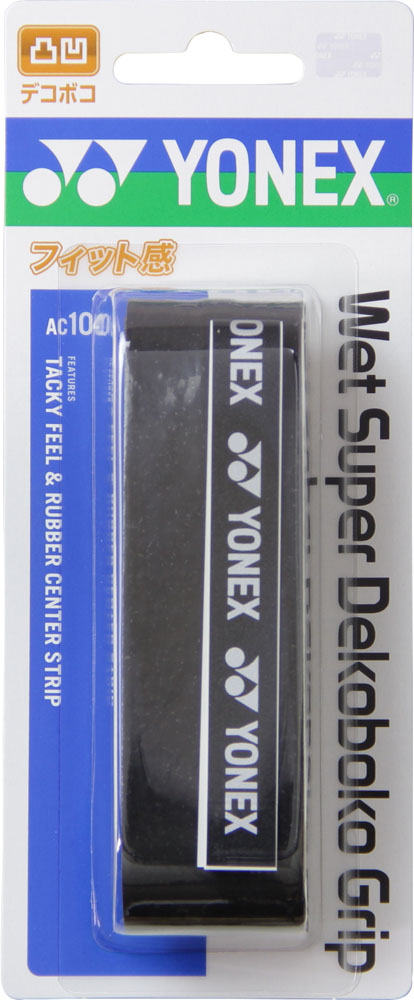 凸凹
デコボコ
YONEX®
フィット感
AC104
FEATURES
TACKY FEEL & RUBBER CENTER STRIP
Wet Super Dekoboko Grip
ONEX
YONEX
YONEX